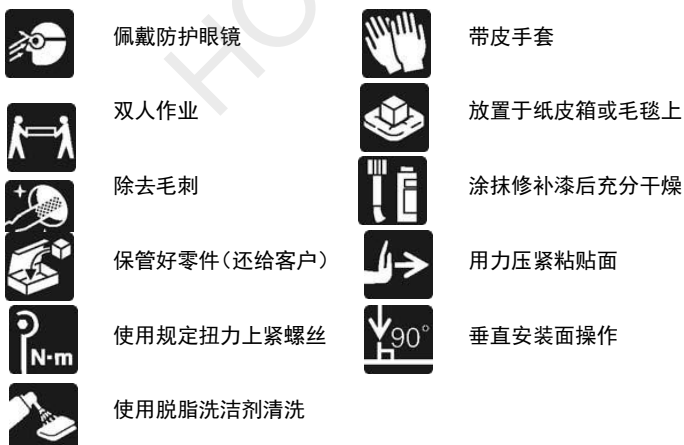 佩戴防护眼镜
带皮手套
双人作业
放置于纸皮箱或毛毯上
除去毛刺
涂抹修补漆后充分干燥
保管好零件(还给客户)
用力压紧粘贴面
N·m
使用规定扭力上紧螺丝
90°
垂直安装面操作
使用脱脂洗洁剂清洗